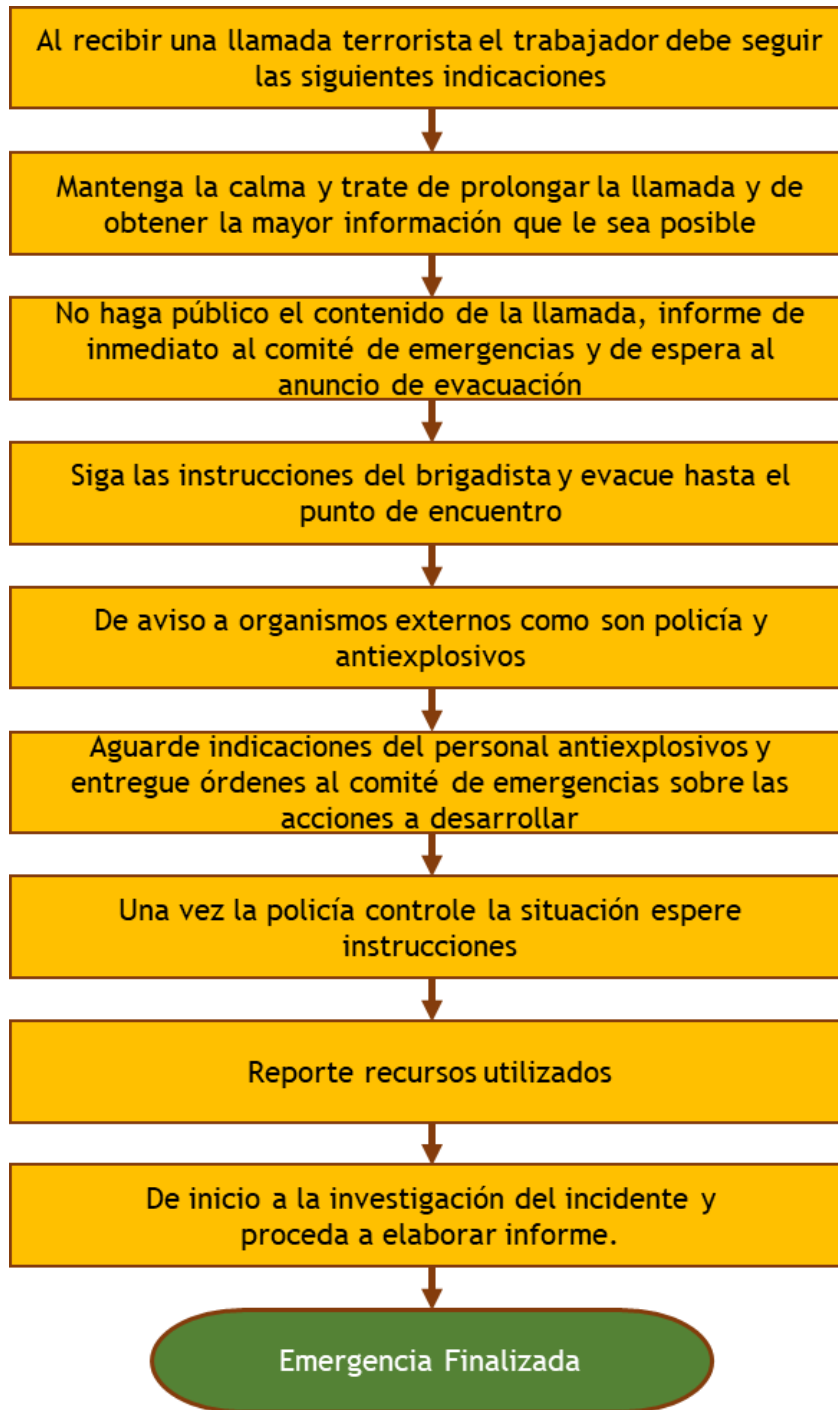 Al recibir una llamada terrorista el trabajador debe seguir
las siguientes indicaciones
Mantenga la calma y trate de prolongar la llamada y de
obtener la mayor información que le sea posible
No haga público el contenido de la llamada, informe de
inmediato al comité de emergencias y de espera al
anuncio de evacuación
Siga las instrucciones del brigadista y evacue hasta el
punto de encuentro
De aviso a organismos externos como son policía y
antiexplosivos
Aguarde indicaciones del personal antiexplosivos y
entregue órdenes al comité de emergencias sobre las
acciones a desarrollar
Una vez la policía controle la situación espere
instrucciones
Reporte recursos utilizados
De inicio a la investigación del incidente y
proceda a elaborar informe.
Emergencia Finalizada